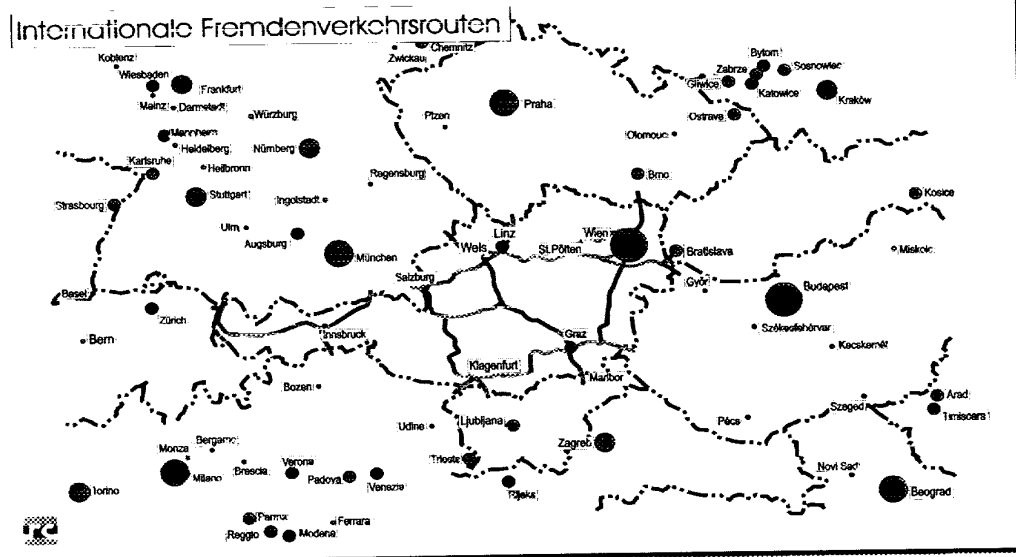 Internationale Fremdenverkehrsrouten
Koblenz
Zwickau
Chemnitz
Bytom
Wiesbaden
Zabrze
Sosnowiec
Frankfurt
Gliwice
Katowice
Kraków
Mainz
Darmstadt
Praha
Würzburg
Plzen
Ostrava
Mannheim
Olomouc
Heidelberg
Nürnberg
Karlsruhe
Heilbronn
Regensburg
Brno
Stuttgart
Ingolstadt
Kosice
Strasbourg
Ulm
Linz
Wien
Augsburg
Wels
St.Pölten
Bratislava
Miskolc
München
Salzburg
Györ
Budapest
Basel
Zürich
Székesfehérvar
Innsbruck
Graz
Bern
Kecskemét
Klagenfurt
Maribor
Bozen
Arad
Szeged
Timisoara
Udine
Ljubljana
Pécs
Bergamo
Zagreb
Monza
Trieste
Verona
Milano
Brescia
Padova
Venezia
Novi Sad
Torino
Rijeka
Beograd
Parma
Ferrara
Reggio
Modena